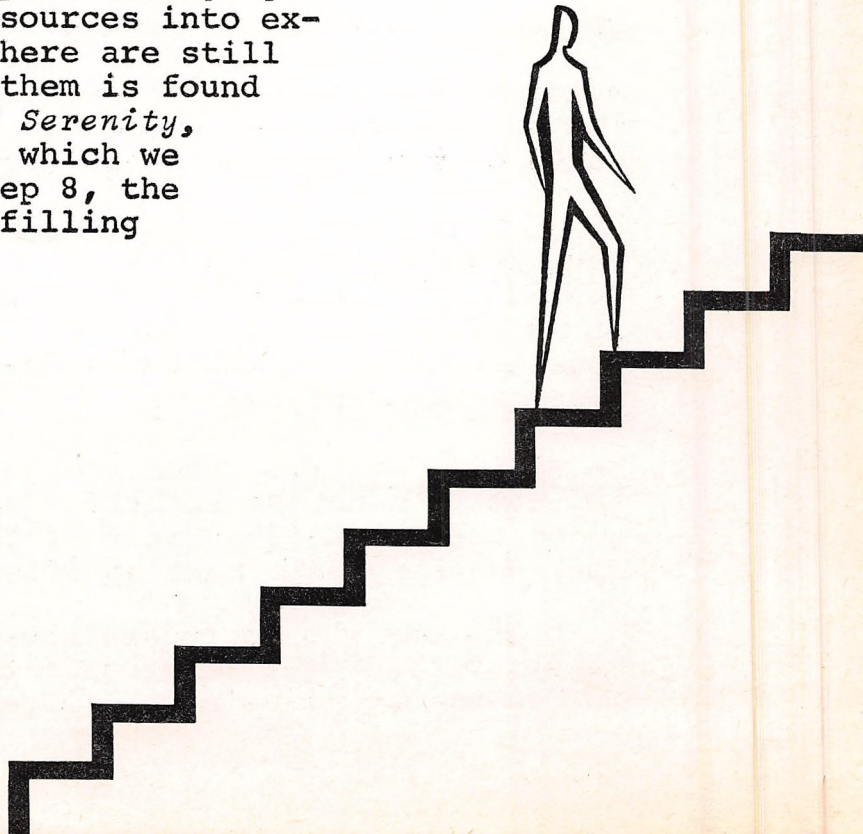 sources into ex-
here are still
them is found
Serenity,
which we
ep 8, the
filling